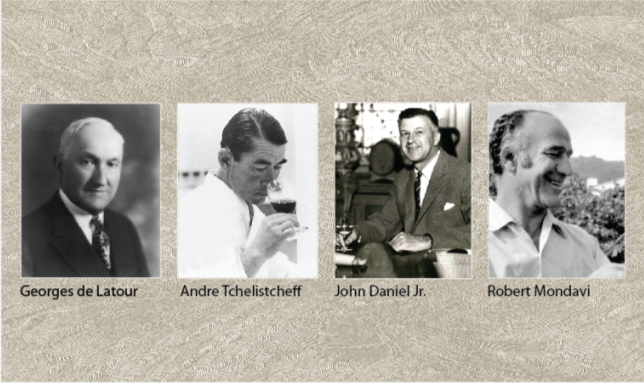 Georges de Latour
Andre Tchelistcheff
John Daniel Jr.
Robert Mondavi